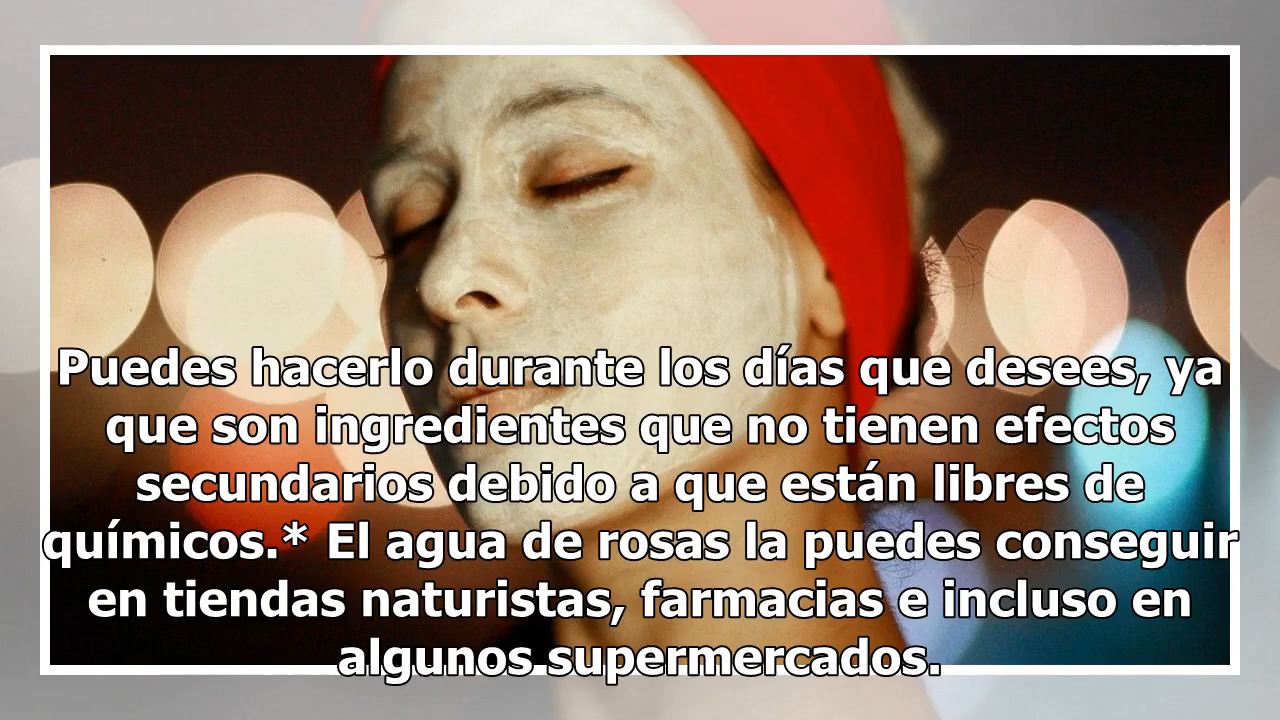 Puedes hacerlo durante los días que desees, ya
que son ingredientes que no tienen efectos
secundarios debido a que están libres de
químicos.* El agua de rosas la puedes conseguir
en tiendas naturistas, farmacias e incluso en
algunos supermercados.